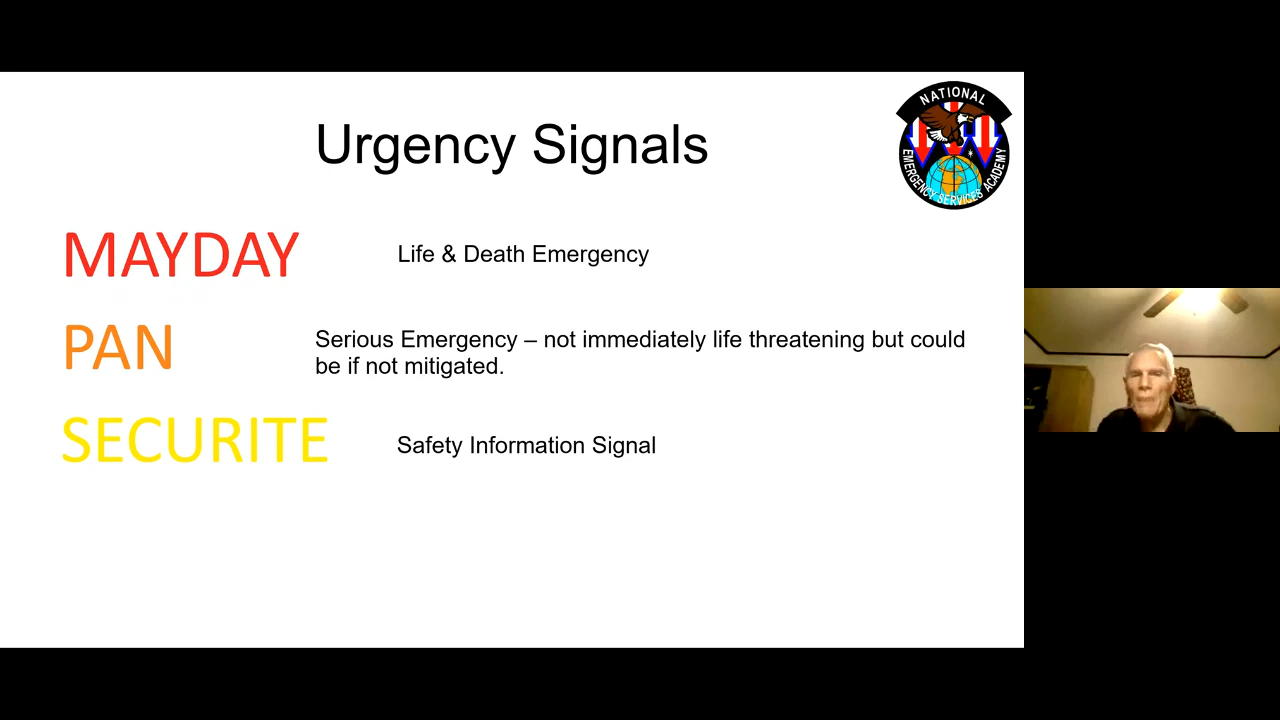 Urgency Signals
NATIONAL
EMERGENCY SERVICES ACADEMY
MAYDAY
Life & Death Emergency
PAN
Serious Emergency – not immediately life threatening but could
be if not mitigated.
SECURITE
Safety Information Signal